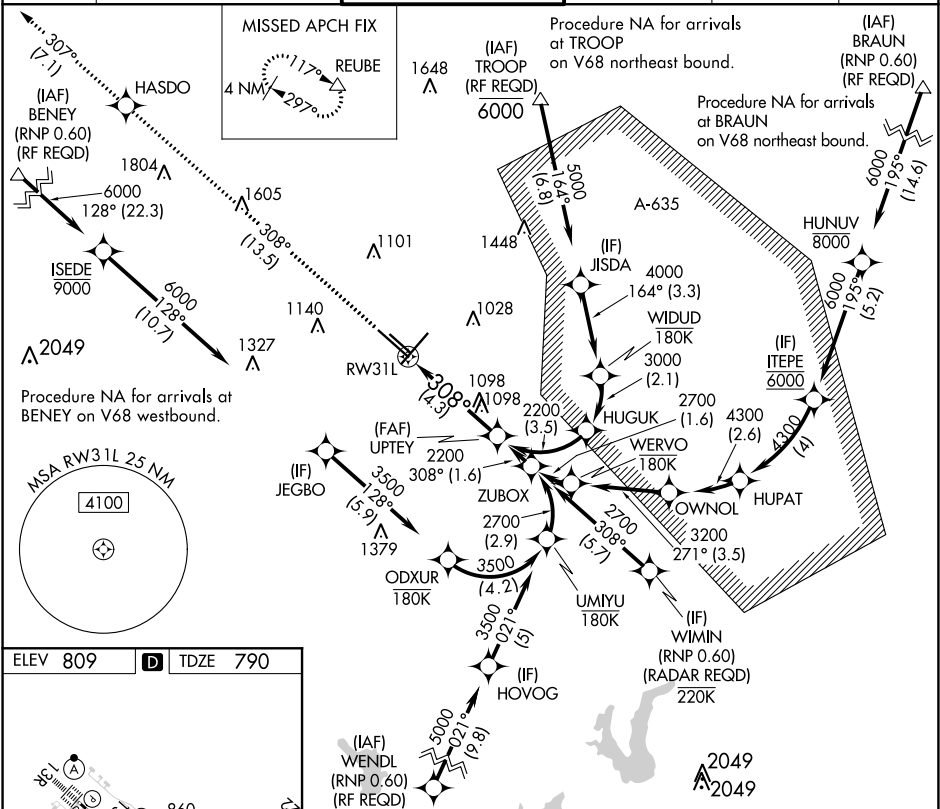 MISSED APCH FIX
117°
REUBE
4 NM
297°
Procedure NA for arrivals
at TROOP
on V68 northeast bound.
(IAF)
TROOP
(RF REQD)
6000
(IAF)
BRAUN
(RNP 0.60)
(RF REQD)
Procedure NA for arrivals
at BRAUN
on V68 northeast bound.
307°
(7.1)
HASDO
(IAF)
BENEY
(RNP 0.60)
(RF REQD)
1648
1804
1605
6000
128° (22.3)
5000
164°
(6.8)
A-635
6000
195°
(14.6)
HUNUV
8000
ISEDE
9000
308°
(13.5)
1101
1448
(IF)
JISDA
4000
164° (3.3)
6000
195°
(5.2)
6000
128°
(10.7)
1140
1028
WIDUD
180K
(IF)
ITEPE
6000
2049
1327
RW31L
3000
(2.1)
Procedure NA for arrivals at
BENEY on V68 westbound.
308°
(4.3)
1098
1098
2200
(3.5)
HUGUK
2700
(1.6)
4300
(2.6)
4300
(4)
(FAF)
UPTEY
2200
308° (1.6)
WERVO
180K
MSA RW31L 25 NM
4100
(IF)
JEGBO
3500
128°
(5.9)
ZUBOX
OWNOL
HUPAT
2700
(2.9)
2700
308°
(5.7)
3200
271° (3.5)
1379
ODXUR
180K
3500
(4.2)
UMIYU
180K
(IF)
WIMIN
(RNP 0.60)
(RADAR REQD)
220K
3500
021°
(5)
(IF)
HOVOG
ELEV 809
D
TDZE 790
5000
021°
(9.8)
(IAF)
WENDL
(RNP 0.60)
(RF REQD)
2049
2049
A
P
860